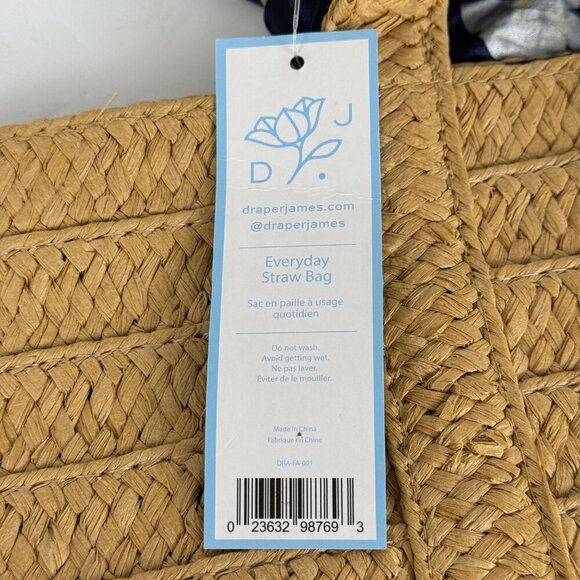 J
D
draperjames.com
@draperjames
Everyday
Straw Bag
Sac en paille à usage
quotidien
Do not wash.
Avoid getting wet.
Ne pas laver.
Éviter de le mouiller.
Made in China
Fabriqué en Chine
DRA-FA-001
0 23632 98769 3